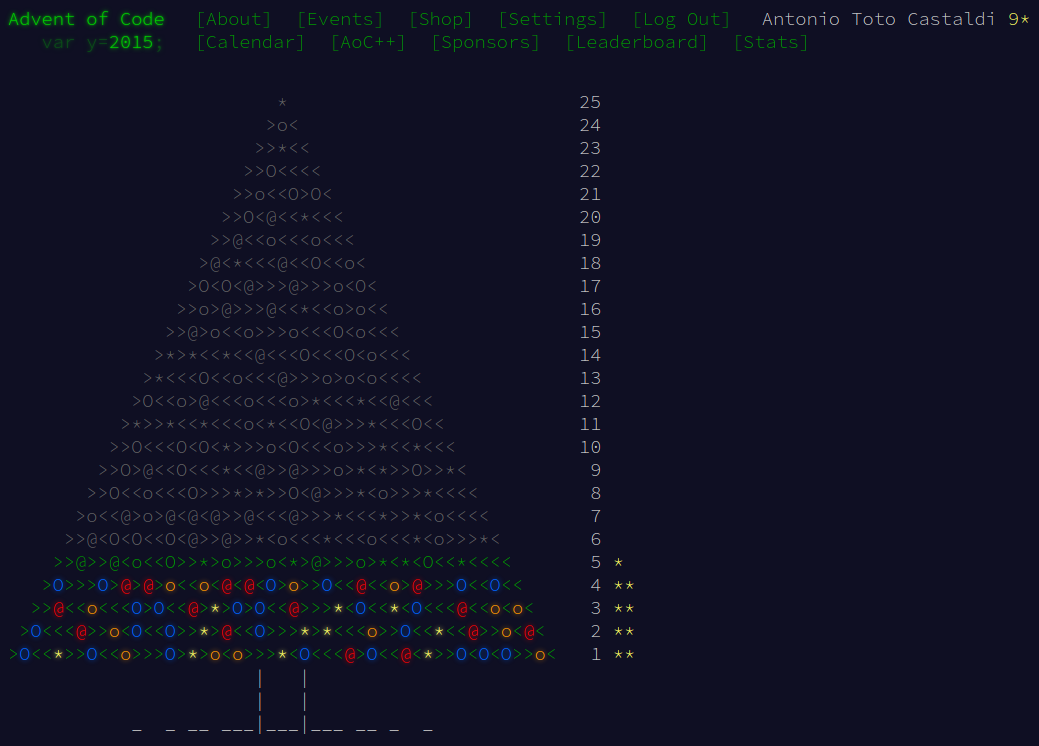 Advent of Code [About] [Events] [Shop] [Settings] [Log Out] Antonio Toto Castaldi 9*
var y=2015; [Calendar] [AoC++] [Sponsors] [Leaderboard] [Stats]
* 25
>o< 24
>>*<< 23
>>O<<<< 22
>>o<<O>O< 21
>>O<@<<*<<< 20
>>@<<o<<<o<<< 19
>@<*<<<@<<O<<o< 18
>O<O<@>>>@>>>o<O< 17
>>o>@>>>@<<*<<o>o<< 16
>>@>o<<o>>>o<<<O<o<<< 15
>*>*<<*<<@<<<O<<<O<o<<< 14
>*<<<O<<o<<<@>>>o>o<o<<<< 13
>O<<o>@<<<o<<<o>*<<<*<<@<<< 12
>*>>*<<*<<<o<*<<O<@>>>*<<<O<< 11
>>O<<<O<O<*>>>o<O<<<o>>>*<*<<< 10
>>O>@<<O<<<*<<@>>@>>>o>*<*>>O>*< 9
>>O<<o<<<O>>>*>*>>O<@>>>*<o>>>*<<<< 8
>o<<@>o>@<@<@>>@<<<@>>>*<<<*>>*<o<<<< 7
>>@<O<O<<O<@>>@>>*<o<<<*<<<o<<<*<o>>>*< 6
>>@>>@<o<<O>>*>o>>>o<*>@>>>o>*<*<O<*<<<<< 5 *
>O>>>O>@>@>o<<o<@<@<O>o>>O<<@<<o>@>>>O<<O<< 4 **
>>@<<o<<<O>O<<@>*>O>O<<@>>>*<O<<*<O<<<@<<o<o< 3 **
>O<<<@>>o<O<<O>>*>@<<O>>>*>*<<<o>>O<<*<<@>>o<@< 2 **
>O<<*>>O<<o>>>O>*>o<o>>>*<O<<<@>O<<@<*>>O<O<O>>o< 1 **
| |
| |
_ _ __ ___|___|___ __ _ _